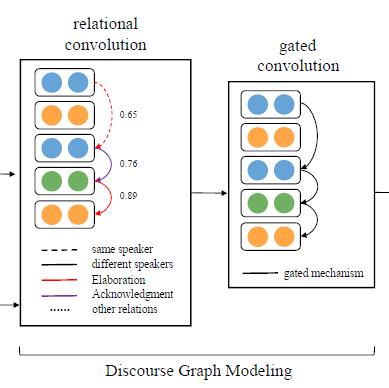 relational
convolution
gated
convolution
0.65
0.76
0.89
same speaker
different speakers
Elaboration
Acknowledgment
...... other relations
gated mechanism
Discourse Graph Modeling